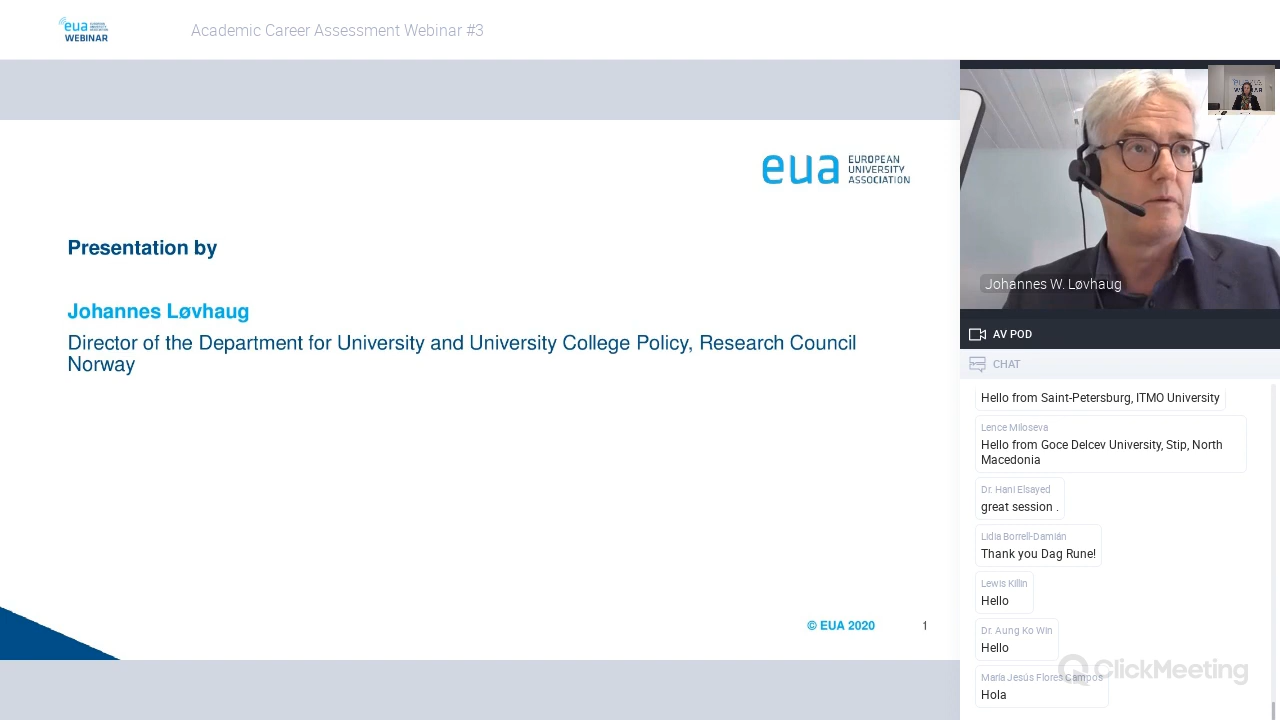 eua EUROPEAN UNIVERSITY ASSOCIATION
WEBINAR
Academic Career Assessment Webinar #3
eua EUROPEAN
UNIVERSITY
ASSOCIATION
Presentation by
Johannes Løvhaug
Director of the Department for University and University College Policy, Research Council
Norway
© EUA 2020
1
Johannes W. Løvhaug
AV POD
CHAT
Hello from Saint-Petersburg, ITMO University
Lence Miloseva
Hello from Goce Delcev University, Stip, North
Macedonia
Dr. Hani Elsayed
great session .
Lidia Borrell-Damián
Thank you Dag Rune!
Lewis Killin
Hello
Dr. Aung Ko Win
Hello
María Jesús Flores Campos
Hola
ClickMeeting